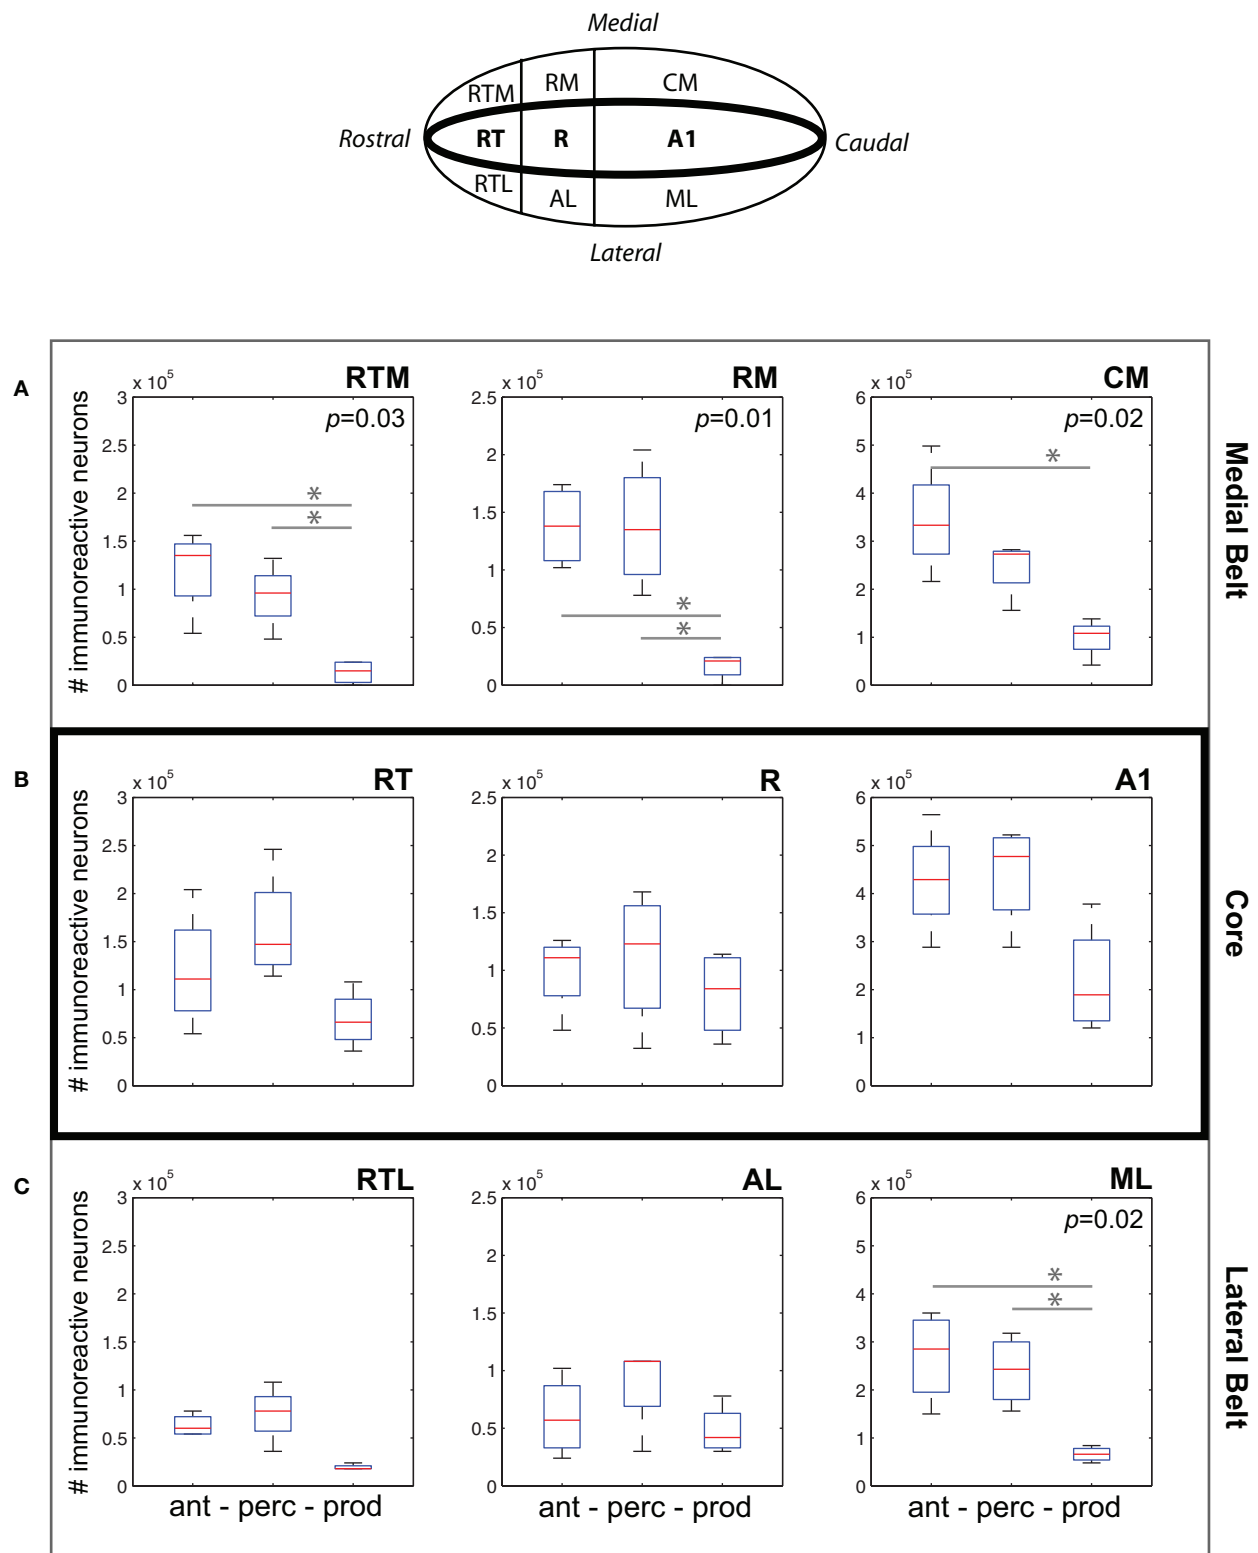 Medial
RTM RM CM
Rostral RT R A1 Caudal
RTL AL ML
Lateral
A
x 10^5 RTM
p=0.03
3
2.5
2
1.5
1
0.5
0
# immunoreactive neurons
*
*
x 10^5 RM
p=0.01
2.5
2
1.5
1
0.5
0
*
*
x 10^5 CM
p=0.02
6
5
4
3
2
1
0
*
Medial Belt
B
x 10^5 RT
3
2.5
2
1.5
1
0.5
0
# immunoreactive neurons
x 10^5 R
2.5
2
1.5
1
0.5
0
x 10^5 A1
6
5
4
3
2
1
0
Core
C
x 10^5 RTL
3
2.5
2
1.5
1
0.5
0
# immunoreactive neurons
ant - perc - prod
x 10^5 AL
2.5
2
1.5
1
0.5
0
ant - perc - prod
x 10^5 ML
p=0.02
6
5
4
3
2
1
0
*
*
ant - perc - prod
Lateral Belt